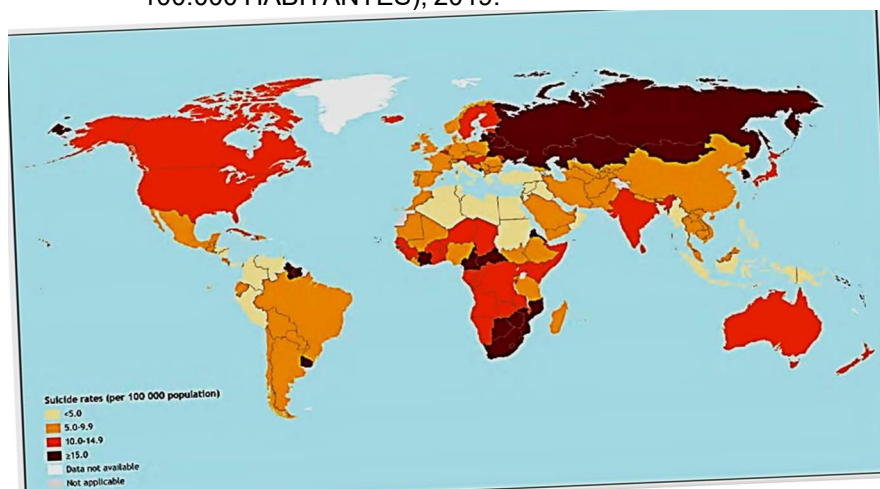 100.000 HABITANTES), 2019.
Suicide rates (per 100 000 population)
<5.0
5.0-9.9
10.0-14.9
≥15.0
Data not available
Not applicable